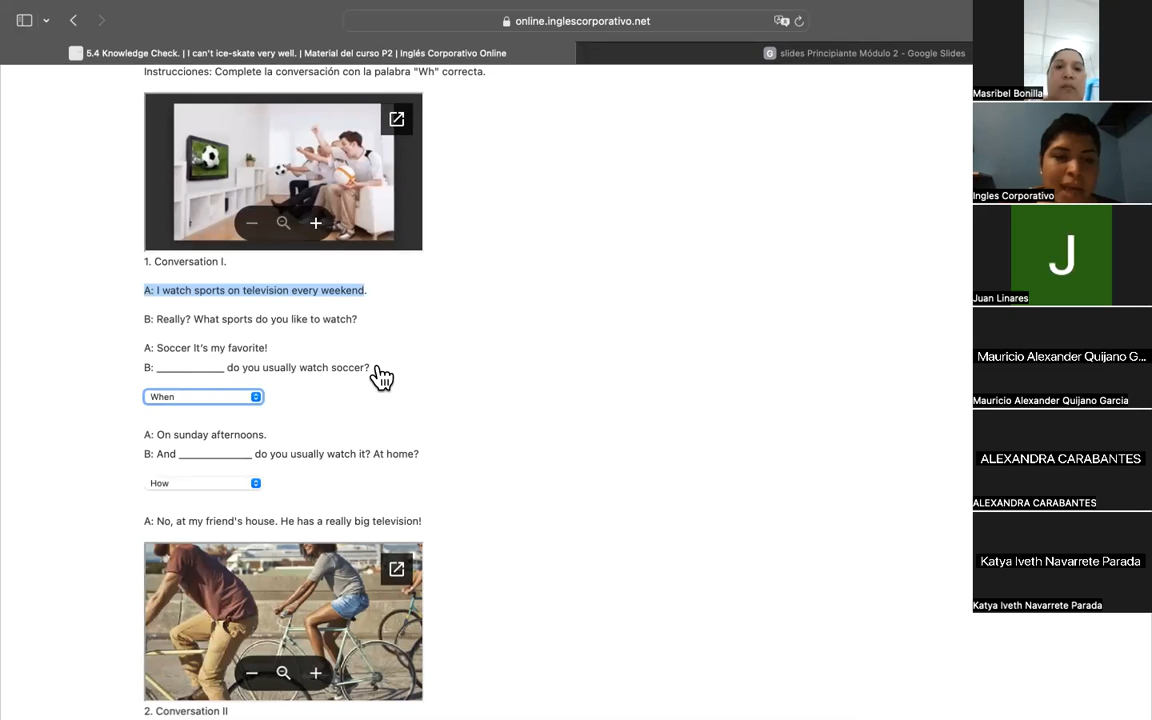 online.inglescorporativo.net
5.4 Knowledge Check. | I can't ice-skate very well. | Material del curso P2 | Inglés Corporativo Online
slides Principiante Módulo 2 - Google Slides
Instrucciones: Complete la conversación con la palabra "Wh" correcta.
1. Conversation I.
A: I watch sports on television every weekend.
B: Really? What sports do you like to watch?
A: Soccer It's my favorite!
B: ____________ do you usually watch soccer?
When
A: On sunday afternoons.
B: And _____________ do you usually watch it? At home?
How
A: No, at my friend's house. He has a really big television!
2. Conversation II
Masribel Bonilla
Ingles Corporativo
J
Juan Linares
Mauricio Alexander Quijano G...
Mauricio Alexander Quijano Garcia
ALEXANDRA CARABANTES
ALEXANDRA CARABANTES
Katya Iveth Navarrete Parada
Katya Iveth Navarrete Parada